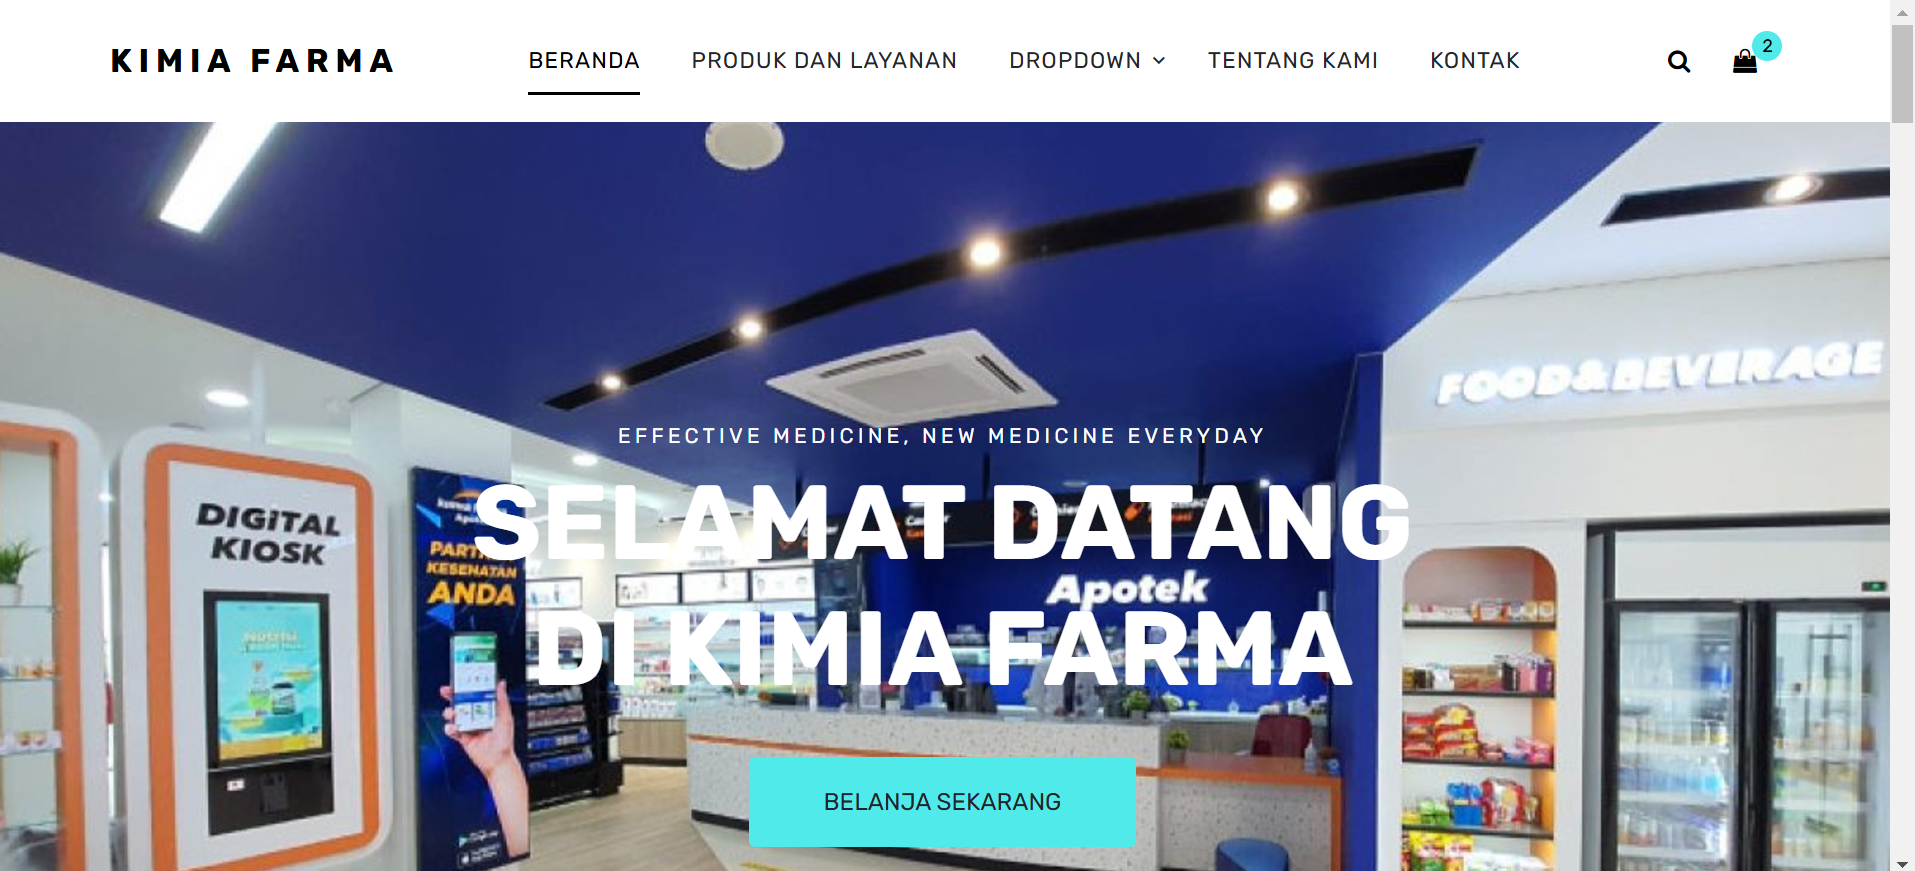 KIMIA FARMA
BERANDA
PRODUK DAN LAYANAN
DROPDOWN
TENTANG KAMI
KONTAK
2
FOOD&BEVERAGE
EFFECTIVE MEDICINE, NEW MEDICINE EVERYDAY
SELAMAT DATANG
DI KIMIA FARMA
DIGITAL
KIOSK
KESEHATAN
ANDA
Apotek
BELANJA SEKARANG